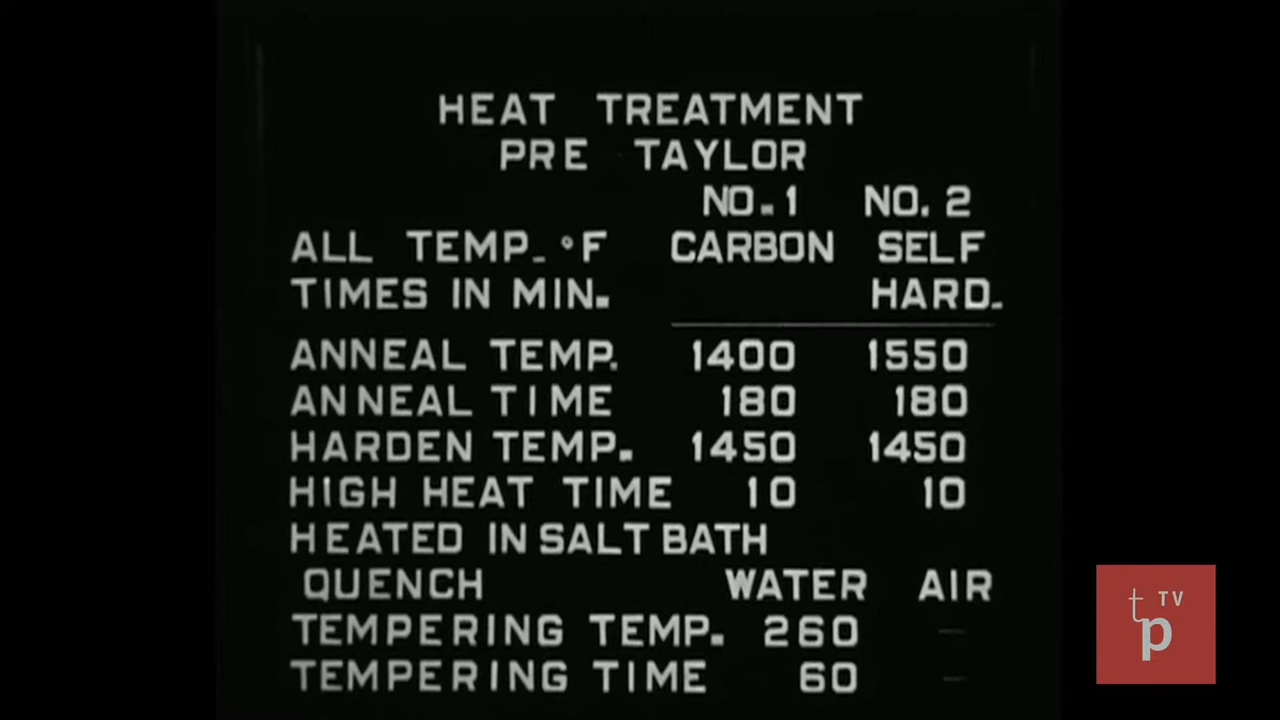 HEAT TREATMENT
PRE TAYLOR
NO. 1 NO. 2
ALL TEMP. °F CARBON SELF
TIMES IN MIN. HARD.
ANNEAL TEMP. 1400 1550
ANNEAL TIME 180 180
HARDEN TEMP. 1450 1450
HIGH HEAT TIME 10 10
HEATED IN SALT BATH
QUENCH WATER AIR
TEMPERING TEMP. 260 —
TEMPERING TIME 60 —
tp TV